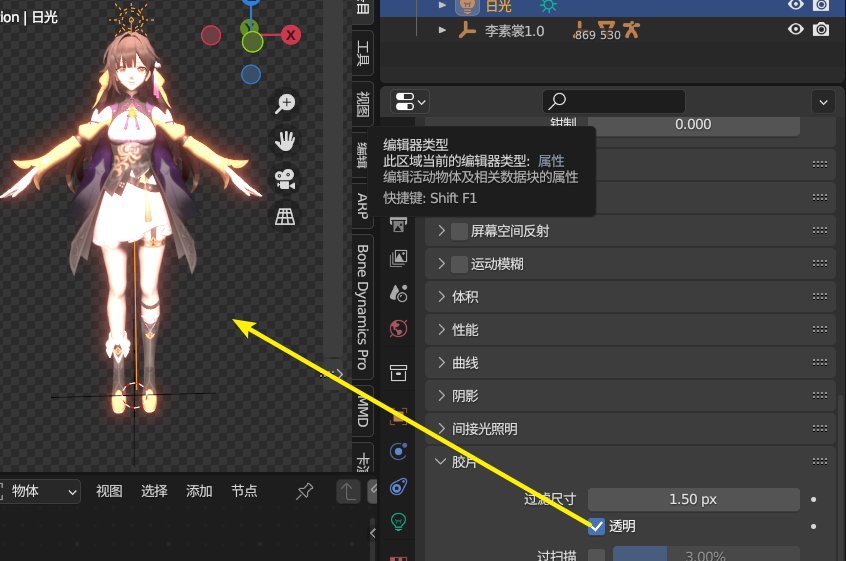 tion | 日光
X
日光
李素裳1.0
869 530
目
工具
视图
编辑
ARP
Bone Dynamics Pro
MMD
钳制
0.000
编辑器类型
此区域当前的编辑器类型: 属性
编辑活动物体及相关数据块的属性
快捷键: Shift F1
屏幕空间反射
运动模糊
体积
性能
曲线
阴影
间接光照明
胶片
过滤尺寸
1.50 px
透明
过扫描
3.00%
物体
视图
选择
添加
节点